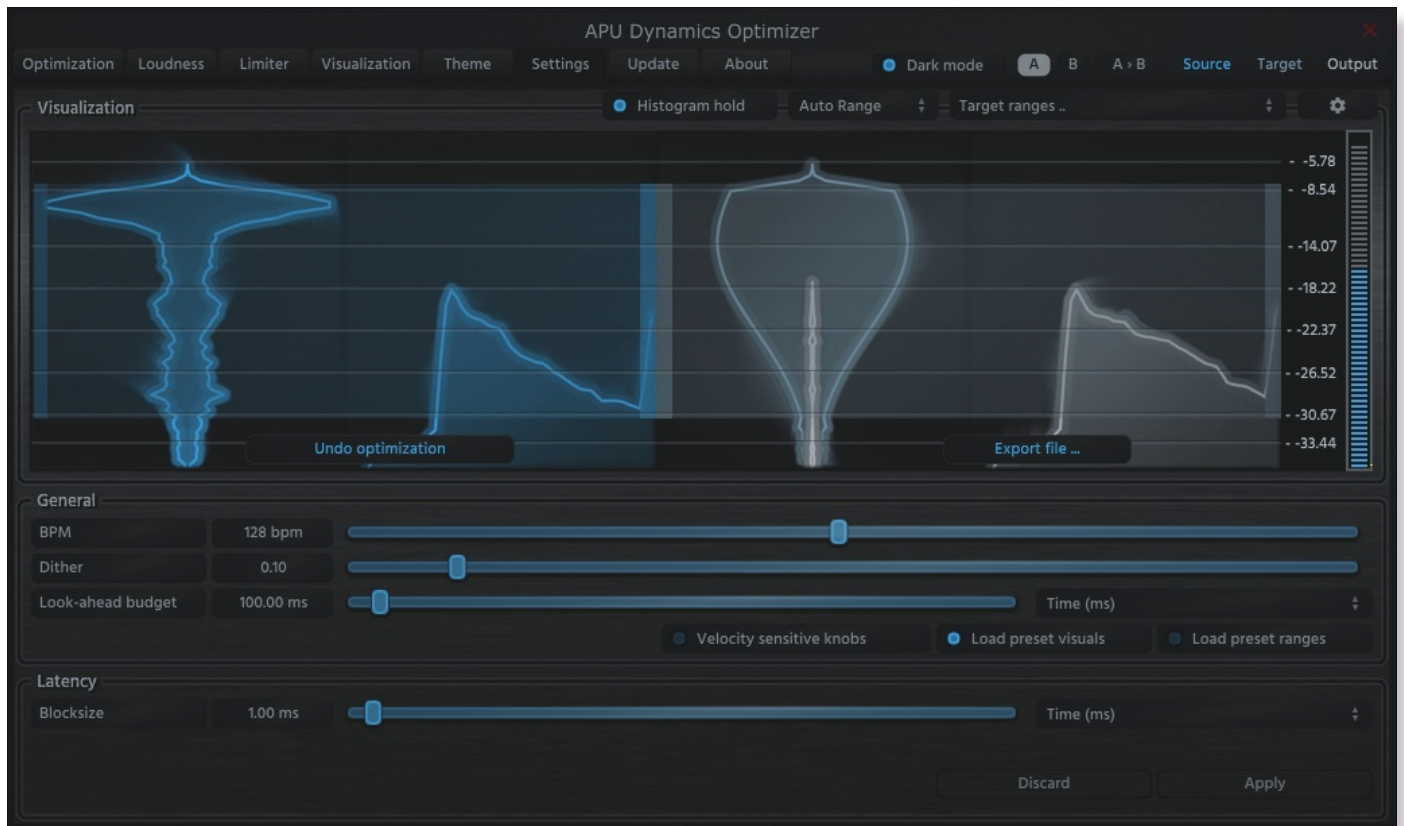 APU Dynamics Optimizer
Optimization Loudness Limiter Visualization Theme Settings Update About Dark mode A B A › B Source Target Output
Visualization Histogram hold Auto Range Target ranges ..
- -5.78
- -8.54
- -14.07
- -18.22
- -22.37
- -26.52
- -30.67
- -33.44
Undo optimization Export file ...
General
BPM 128 bpm
Dither 0.10
Look-ahead budget 100.00 ms Time (ms)
Velocity sensitive knobs Load preset visuals Load preset ranges
Latency
Blocksize 1.00 ms Time (ms)
Discard Apply